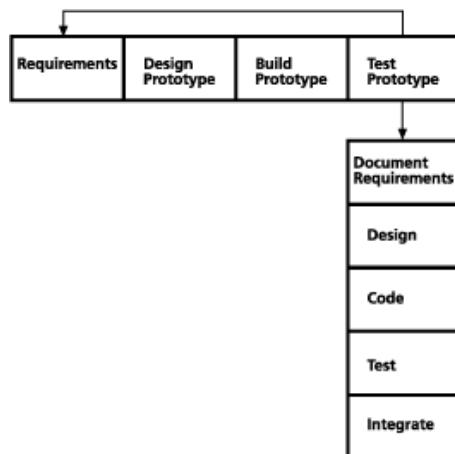 Requirements
Design
Prototype
Build
Prototype
Test
Prototype
Document
Requirements
Design
Code
Test
Integrate